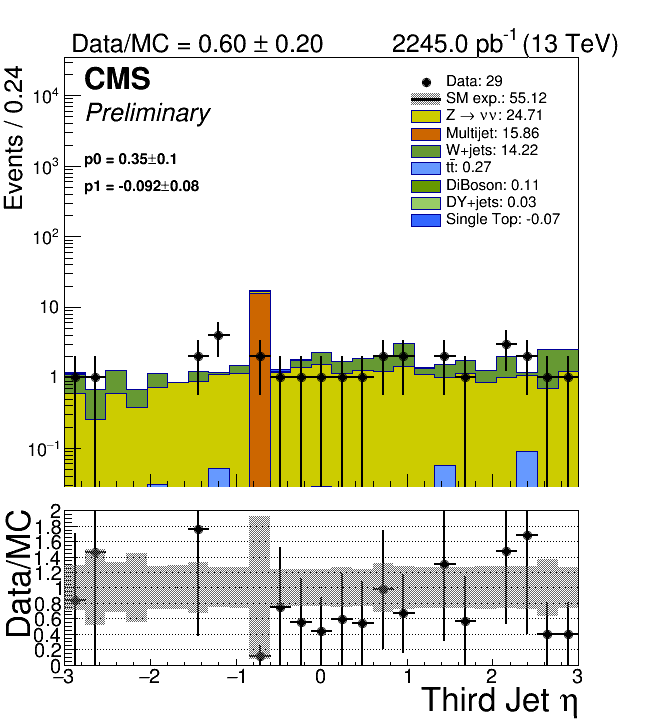 Data/MC = 0.60 ± 0.20
2245.0 pb⁻¹ (13 TeV)
Events / 0.24
CMS
Preliminary
p0 = 0.35±0.1
p1 = -0.092±0.08
Data: 29
SM exp.: 55.12
Z → νν: 24.71
Multijet: 15.86
W+jets: 14.22
tt̄: 0.27
DiBoson: 0.11
DY+jets: 0.03
Single Top: -0.07
10⁴
10³
10²
10
1
10⁻¹
Data/MC
2
1.8
1.6
1.4
1.2
1
0.8
0.6
0.4
0.2
0
−3 −2 −1 0 1 2 3
Third Jet η